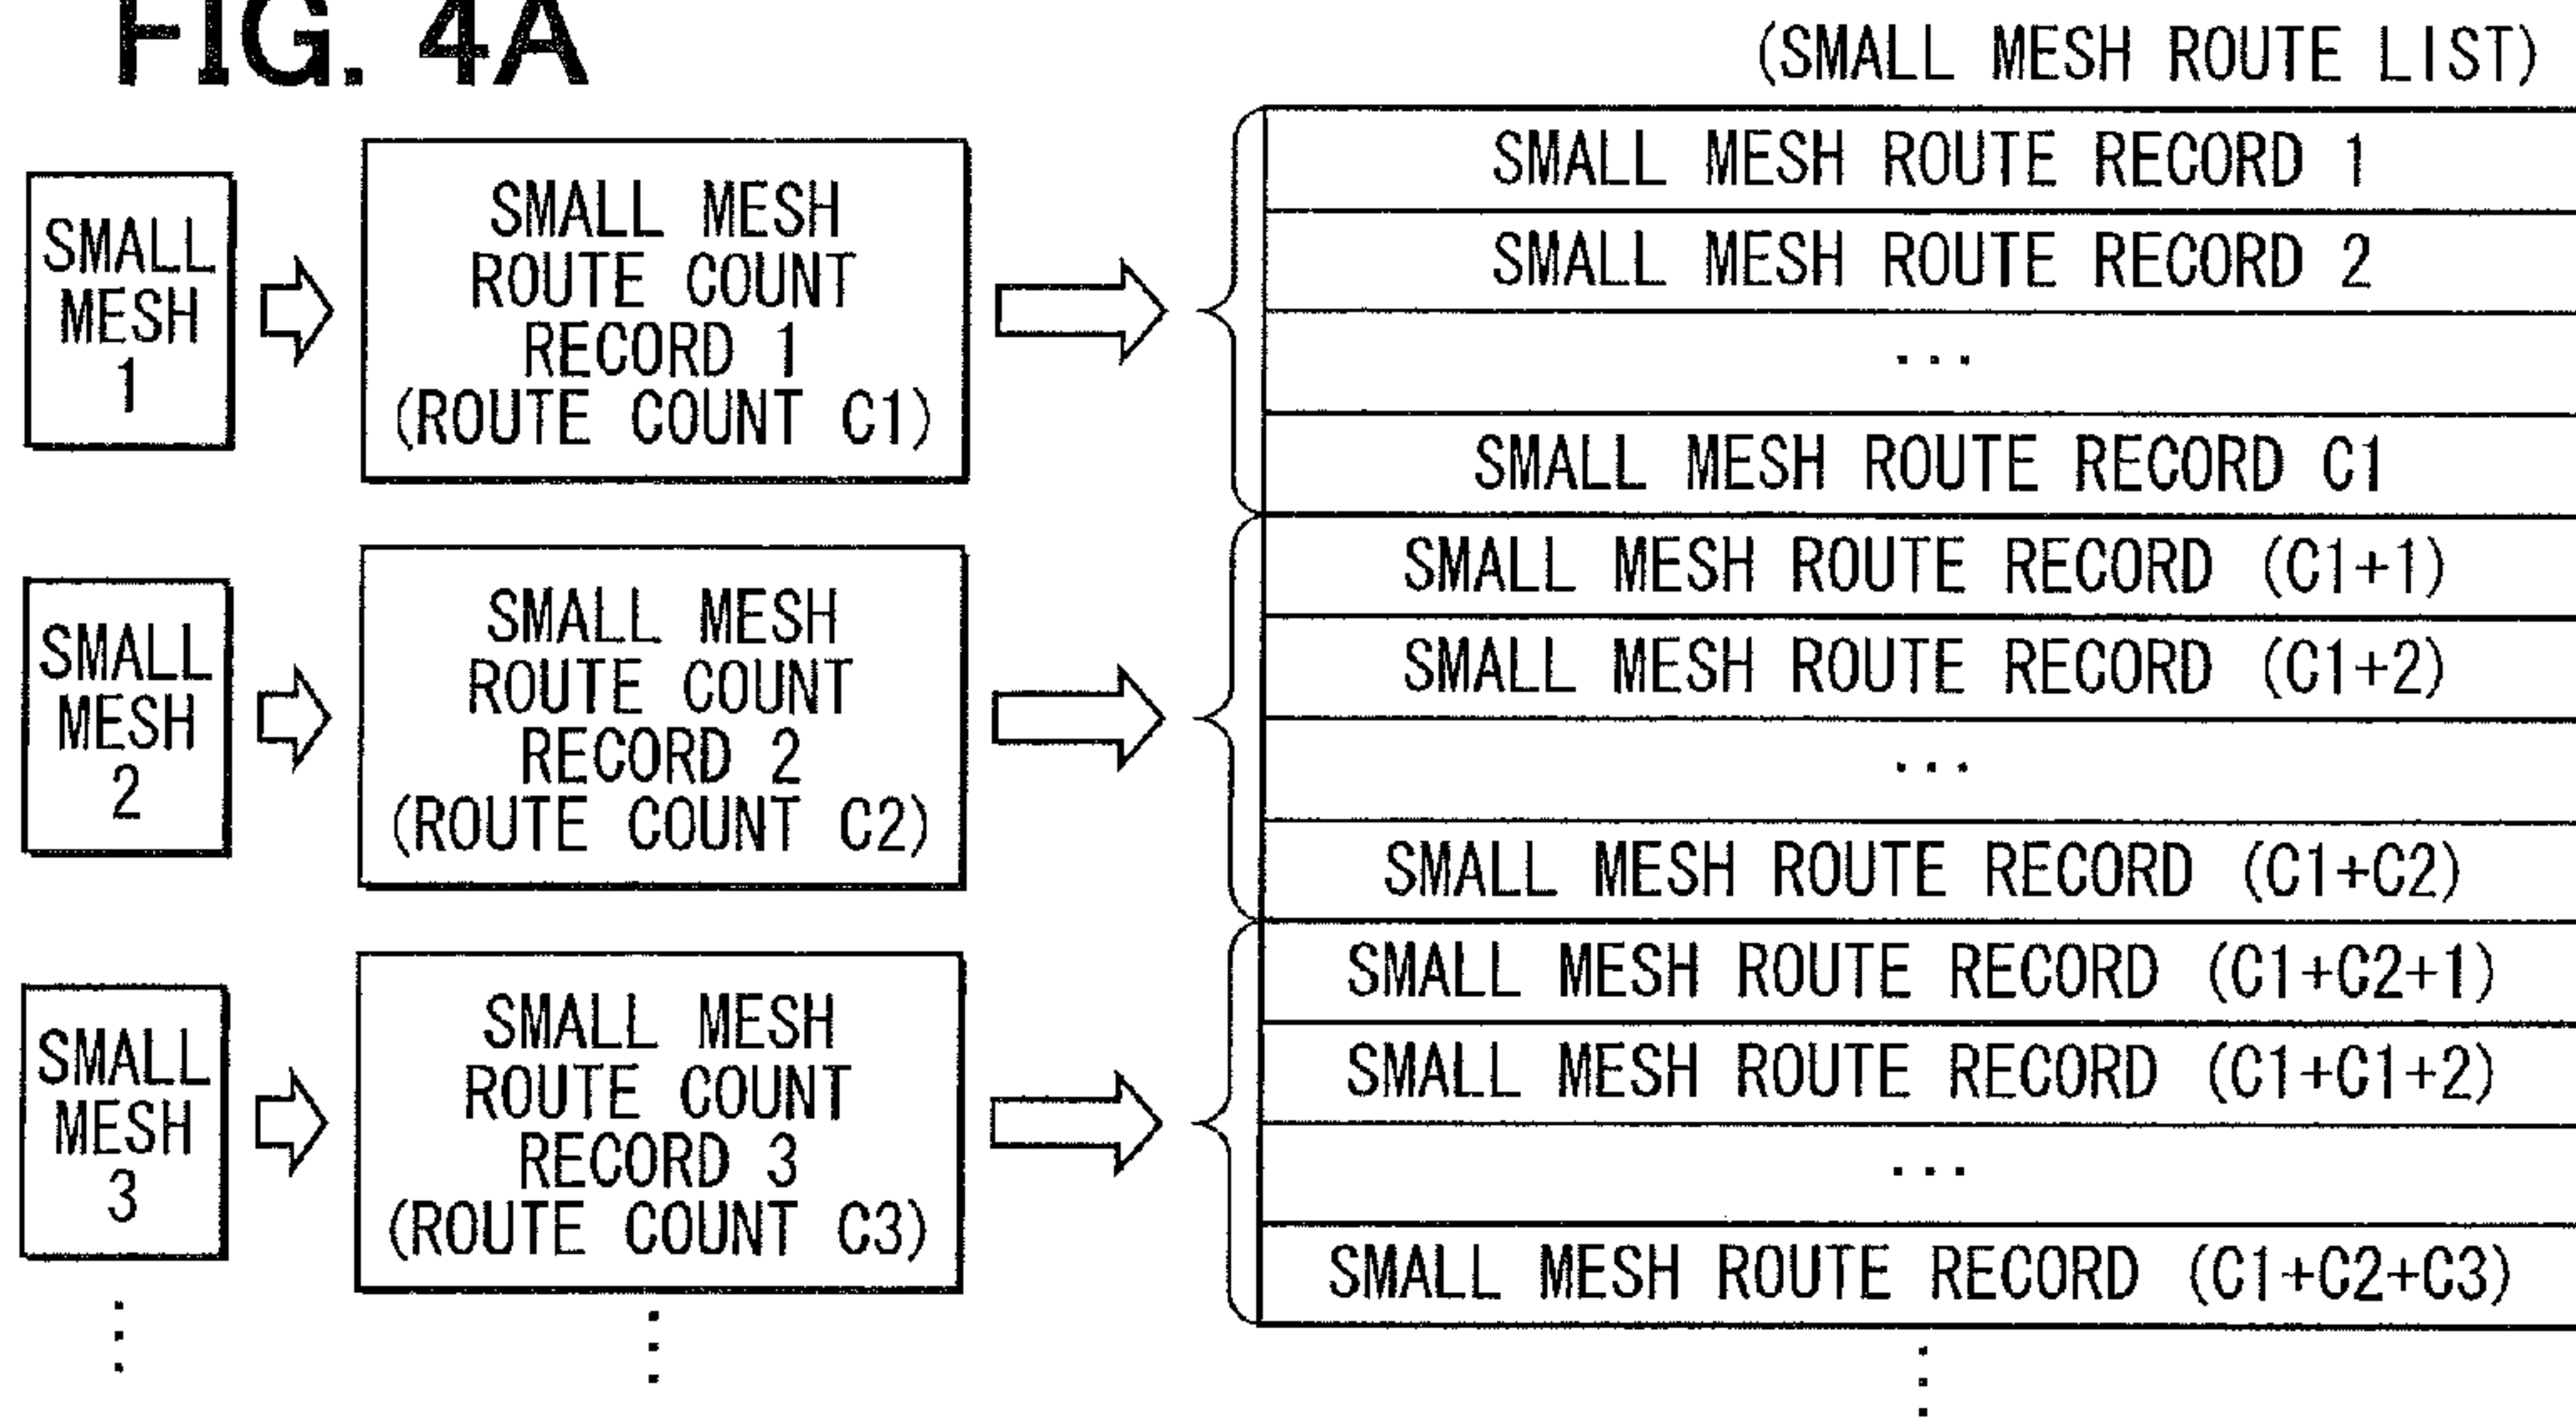 FIG. 4A
(SMALL MESH ROUTE LIST)
SMALL
MESH
1
SMALL MESH
ROUTE COUNT
RECORD 1
(ROUTE COUNT C1)
SMALL MESH ROUTE RECORD 1
SMALL MESH ROUTE RECORD 2
...
SMALL MESH ROUTE RECORD C1
SMALL
MESH
2
SMALL MESH
ROUTE COUNT
RECORD 2
(ROUTE COUNT C2)
SMALL MESH ROUTE RECORD (C1+1)
SMALL MESH ROUTE RECORD (C1+2)
...
SMALL MESH ROUTE RECORD (C1+C2)
SMALL
MESH
3
SMALL MESH
ROUTE COUNT
RECORD 3
(ROUTE COUNT C3)
SMALL MESH ROUTE RECORD (C1+C2+1)
SMALL MESH ROUTE RECORD (C1+C1+2)
...
SMALL MESH ROUTE RECORD (C1+C2+C3)